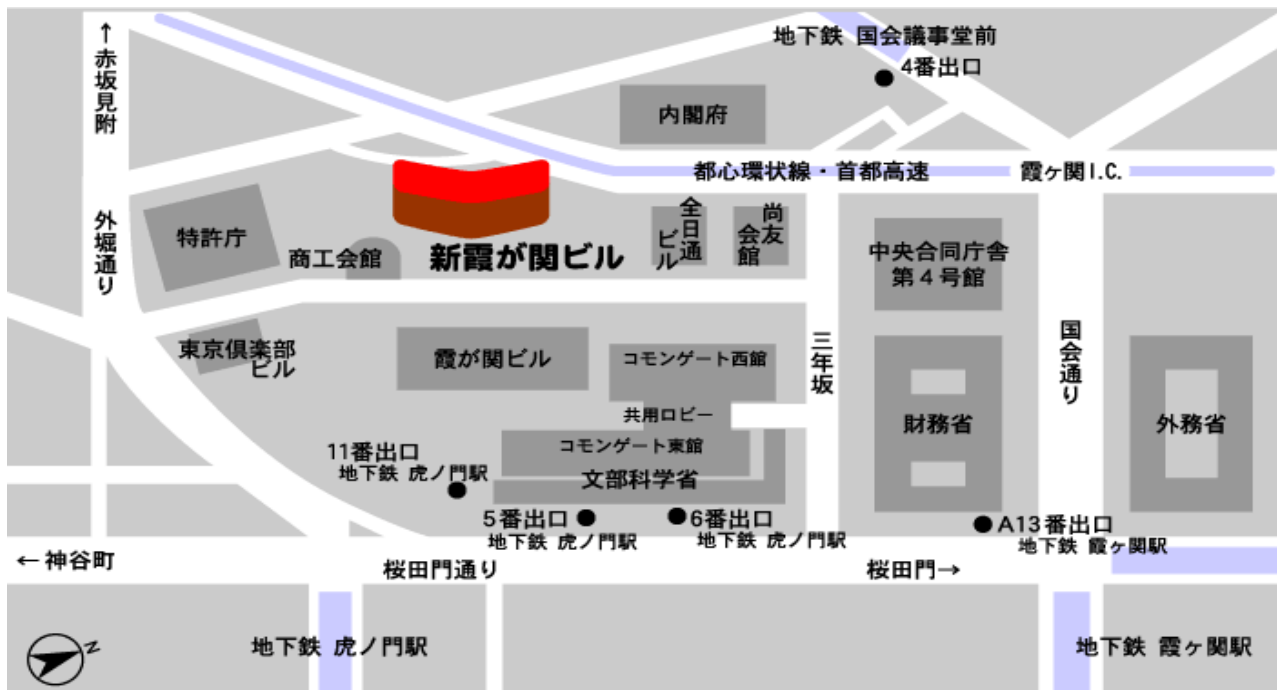 ↑赤坂見附
地下鉄 国会議事堂前
4番出口
内閣府
都心環状線・首都高速
霞ヶ関I.C.
外堀通り
特許庁
商工会館
新霞が関ビル
全日通
ビル
尚友
会館
中央合同庁舎
第4号館
東京倶楽部
ビル
霞が関ビル
コモンゲート西館
三年坂
国会通り
共用ロビー
財務省
外務省
コモンゲート東館
11番出口
地下鉄 虎ノ門駅
文部科学省
5番出口
地下鉄 虎ノ門駅
6番出口
地下鉄 虎ノ門駅
A13番出口
地下鉄 霞ヶ関駅
←神谷町
桜田門通り
桜田門→
N
地下鉄 虎ノ門駅
地下鉄 霞ヶ関駅